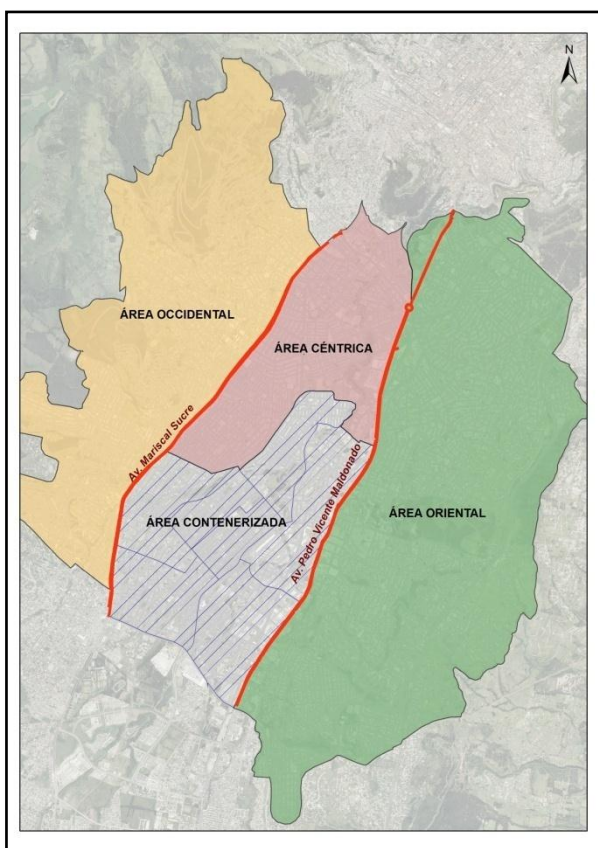 N
ÁREA OCCIDENTAL
ÁREA CÉNTRICA
Av. Mariscal Sucre
ÁREA CONTENERIZADA
Av. Pedro Vicente Maldonado
ÁREA ORIENTAL